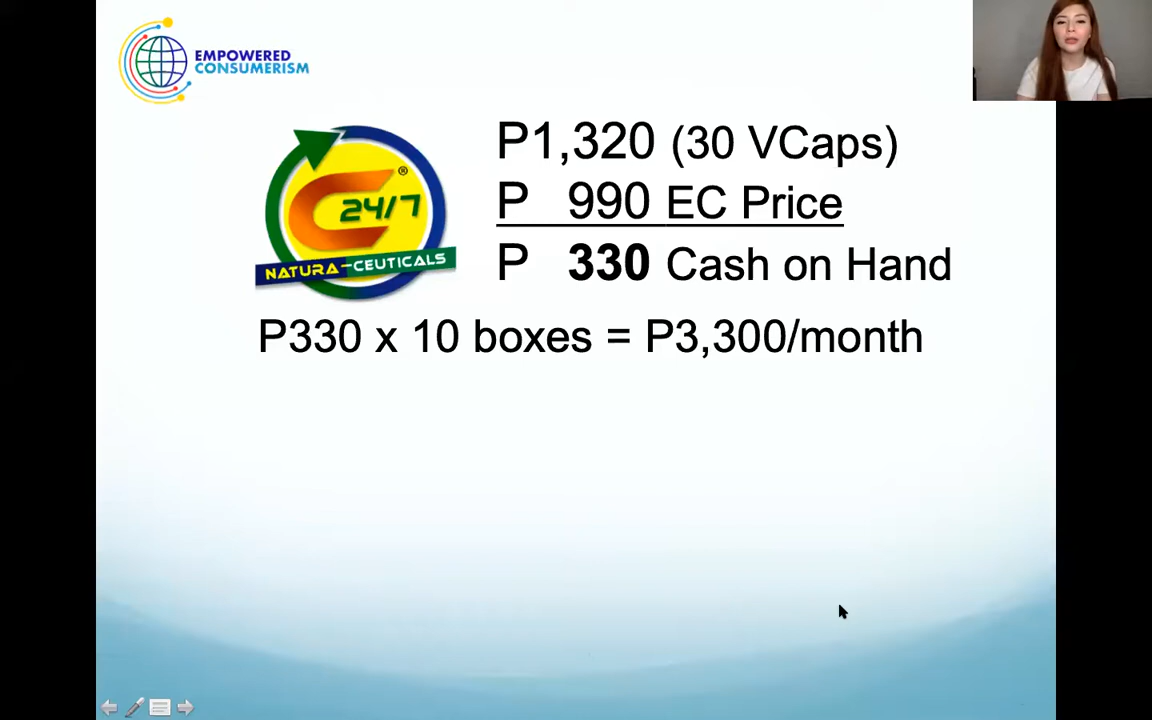 EMPOWERED
CONSUMERISM
P1,320 (30 VCaps)
C 24/7 ®
NATURA-CEUTICALS
P 990 EC Price
P 330 Cash on Hand
P330 x 10 boxes = P3,300/month